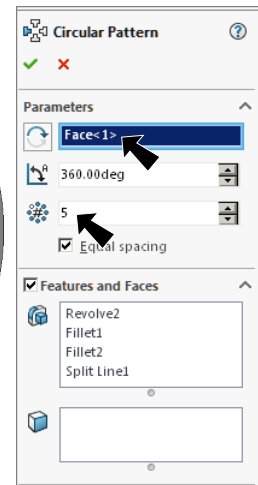 Circular Pattern
Parameters
Face<1>
360.00deg
5
Equal spacing
Features and Faces
Revolve2
Fillet1
Fillet2
Split Line1